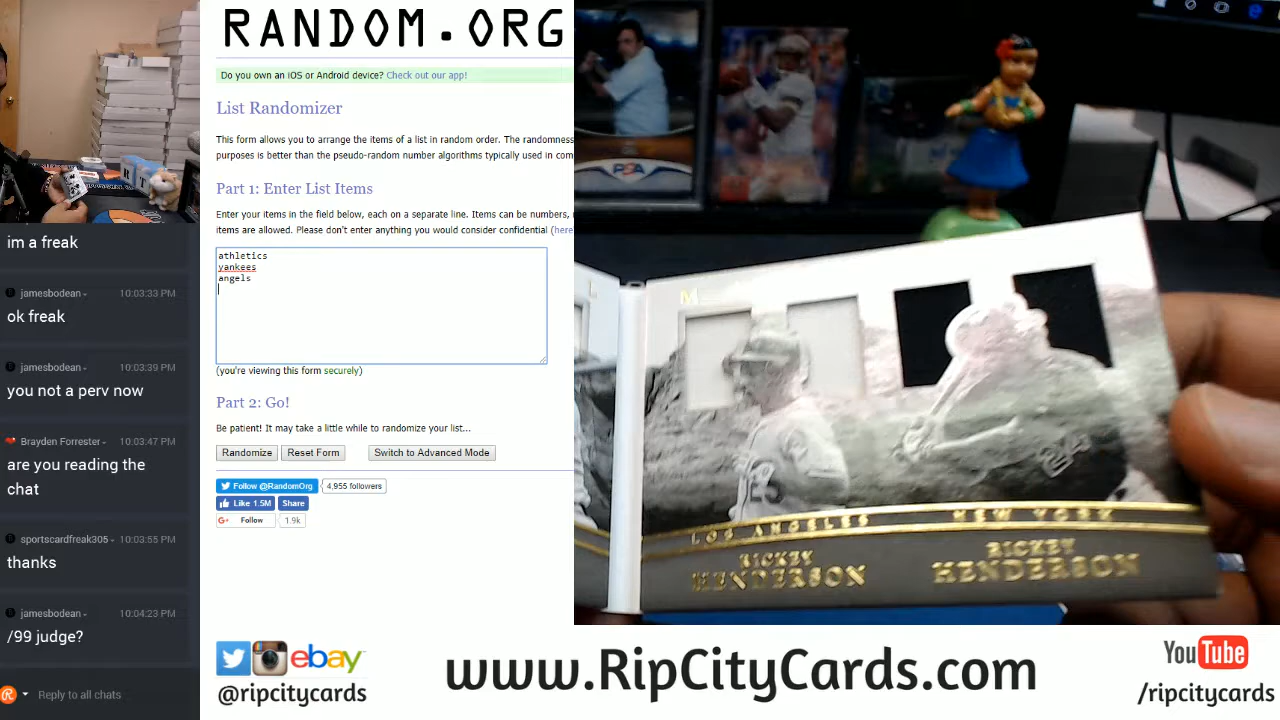 im a freak
jamesbodean 10:03:33 PM
ok freak
jamesbodean 10:03:39 PM
you not a perv now
Brayden Forrester 10:03:47 PM
are you reading the
chat
sportscardfreak305 10:03:55 PM
thanks
jamesbodean 10:04:23 PM
/99 judge?
Reply to all chats
RANDOM.ORG
Do you own an iOS or Android device? Check out our app!
List Randomizer
This form allows you to arrange the items of a list in random order. The randomness
purposes is better than the pseudo-random number algorithms typically used in com
Part 1: Enter List Items
Enter your items in the field below, each on a separate line. Items can be numbers,
items are allowed. Please don't enter anything you would consider confidential (here
athletics
yankees
angels
(you're viewing this form securely)
Part 2: Go!
Be patient! It may take a little while to randomize your list...
Randomize Reset Form Switch to Advanced Mode
Follow @RandomOrg 4,955 followers
Like 1.5M Share
G+ Follow 1.9k
PSA
LOS ANGELES NEW YORK
RICKEY HENDERSON
RICKEY HENDERSON
24
ebay
@ripcitycards
www.RipCityCards.com
YouTube
/ripcitycards